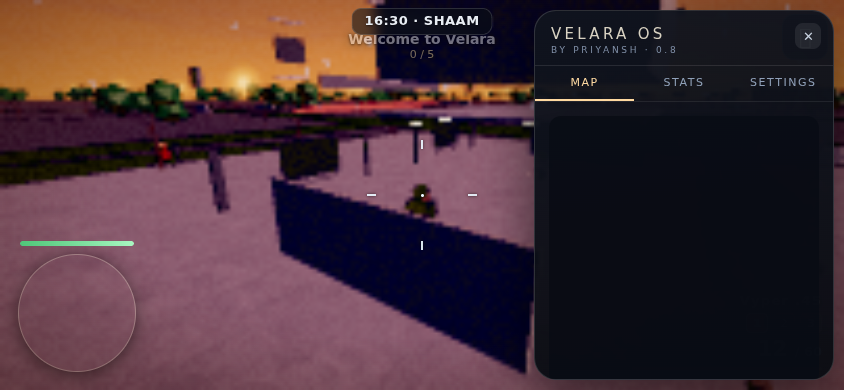 16:30 · SHAAM
Welcome to Velara
0 / 5
VELARA OS
BY PRIYANSH · 0.8
×
MAP STATS SETTINGS